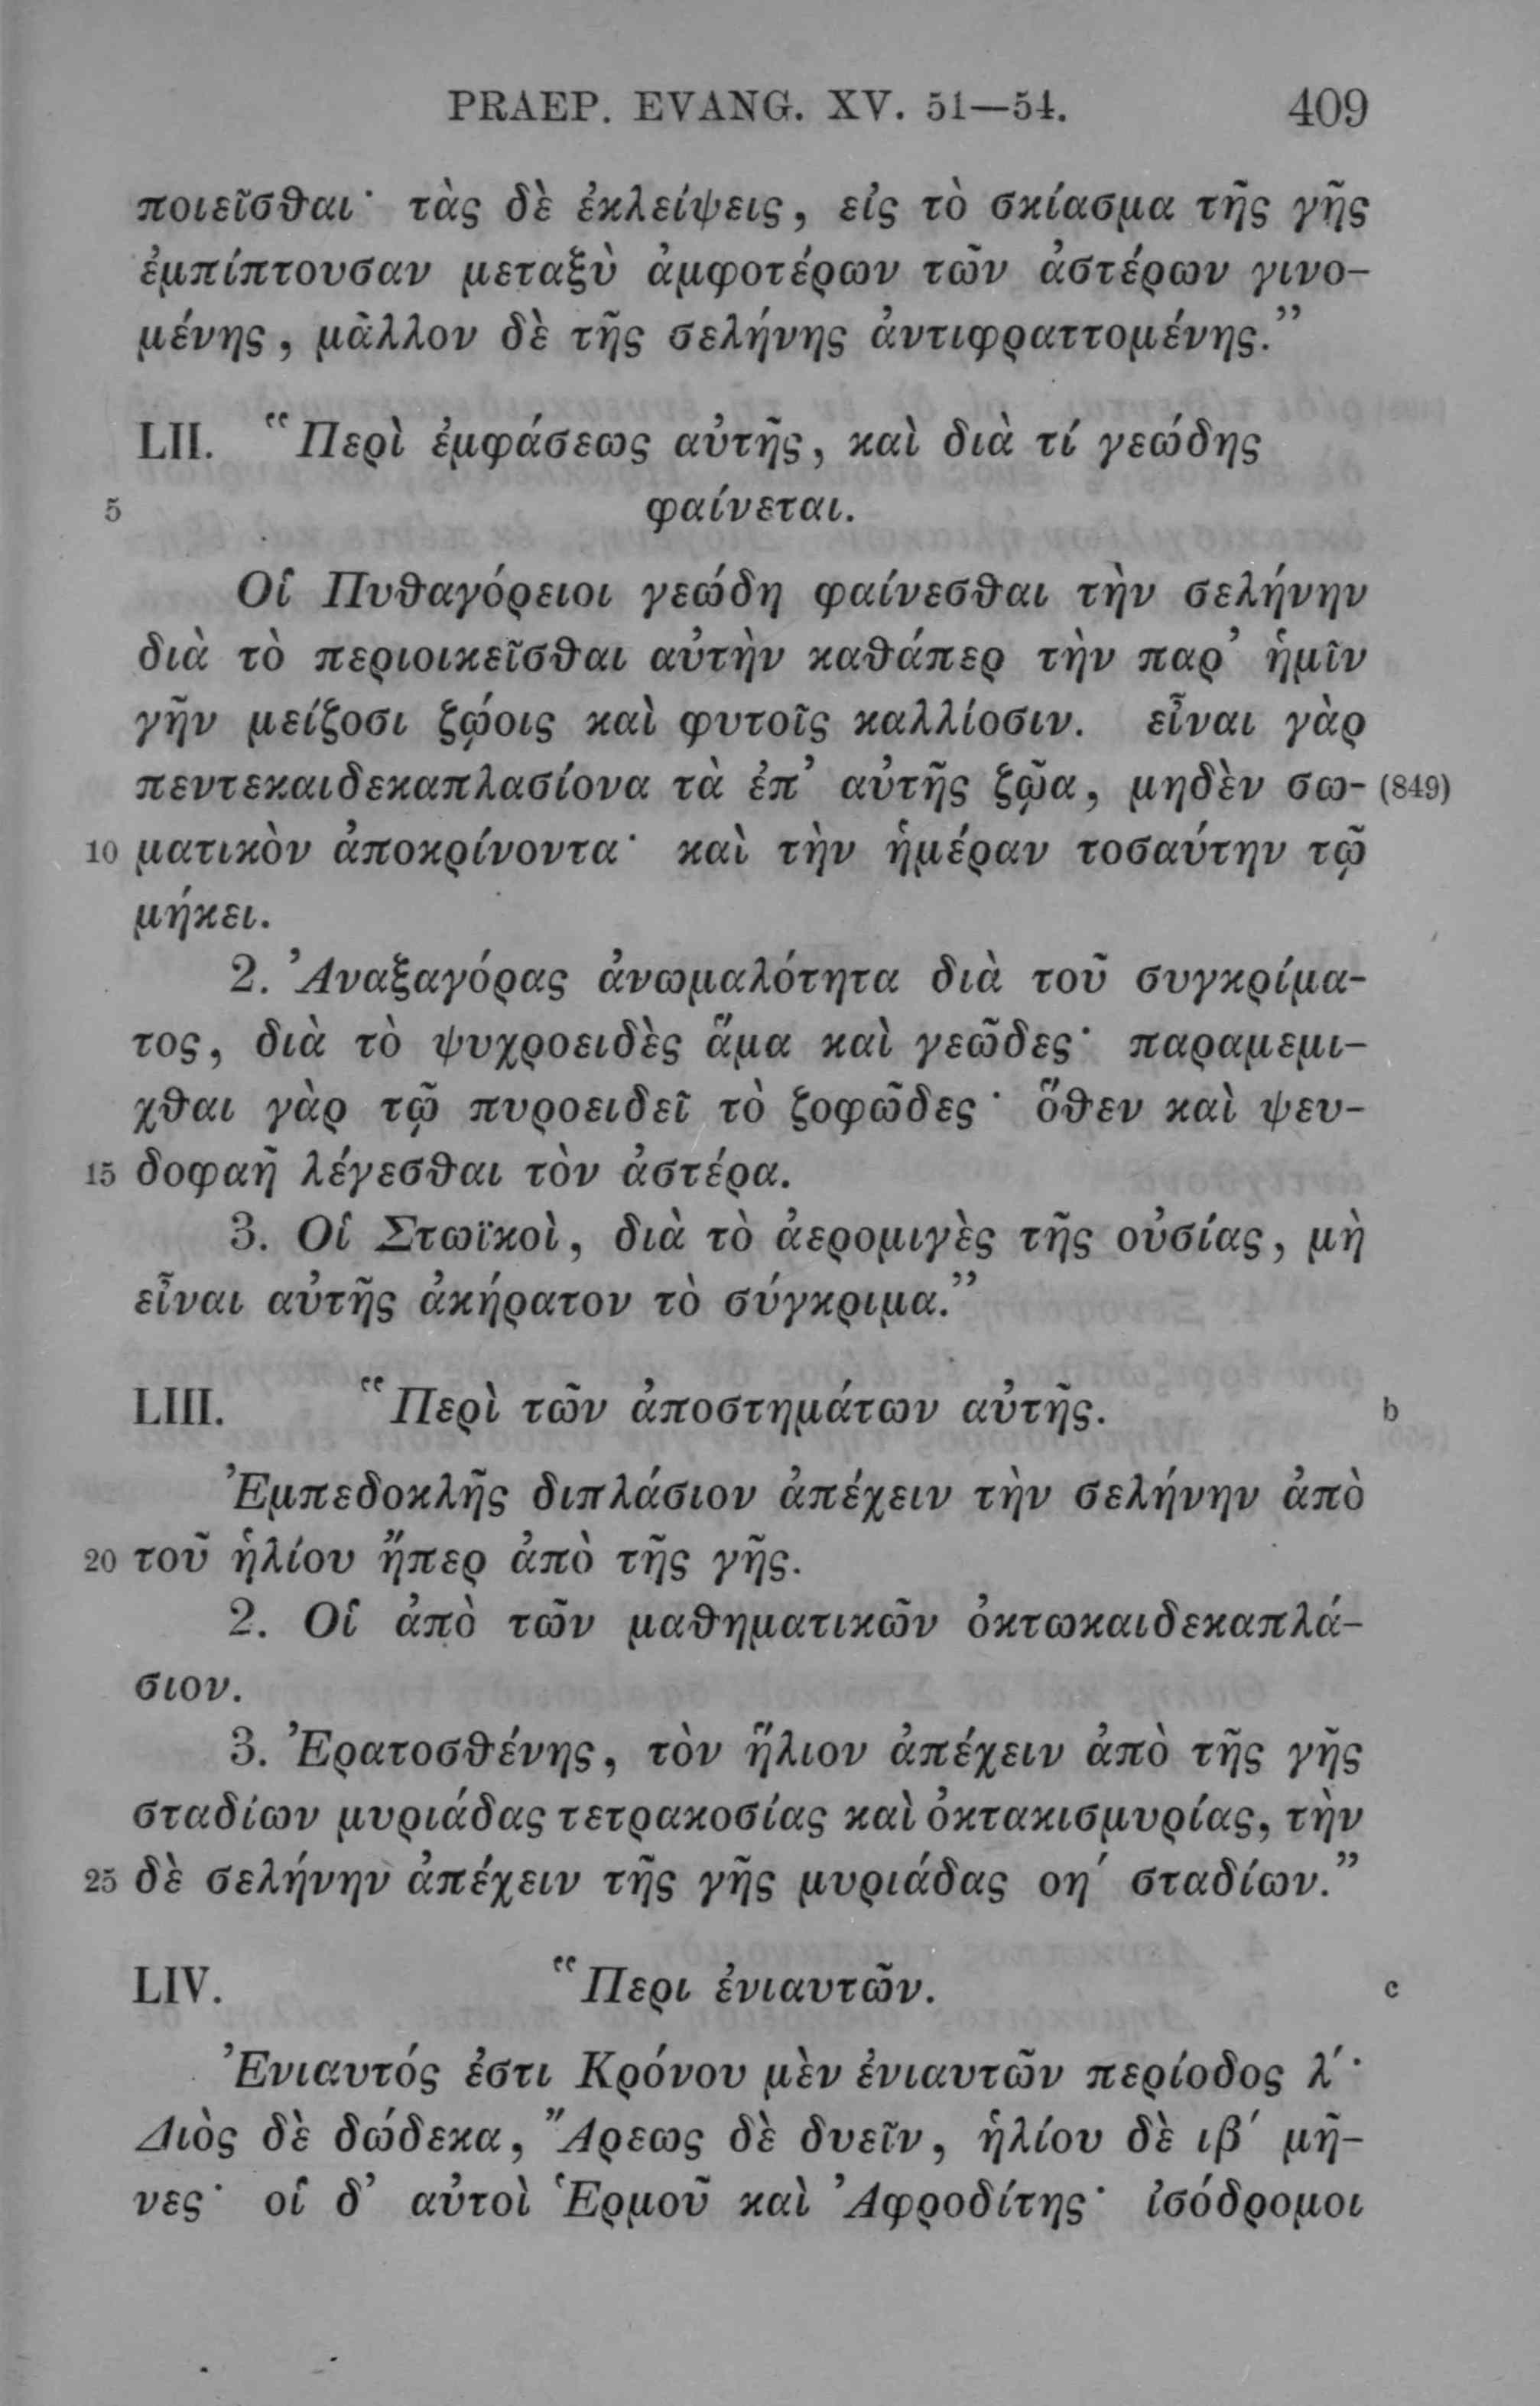 PRAEP. EVANG. XV. 51—54. 409
ποιεῖσθαι· τὰς δὲ ἐκλείψεις, εἰς τὸ σκίασμα τῆς γῆς
ἐμπίπτουσαν μεταξὺ ἀμφοτέρων τῶν ἀστέρων γινο-
μένης, μᾶλλον δὲ τῆς σελήνης ἀντιφραττομένης.”
LII. “Περὶ ἐμφάσεως αὐτῆς, καὶ διὰ τί γεώδης
5 φαίνεται.
Οἱ Πυθαγόρειοι γεώδη φαίνεσθαι τὴν σελήνην
διὰ τὸ περιοικεῖσθαι αὐτὴν καθάπερ τὴν παρ’ ἡμῖν
γῆν μείζοσι ζῴοις καὶ φυτοῖς καλλίοσιν. εἶναι γὰρ
πεντεκαιδεκαπλασίονα τὰ ἐπ’ αὐτῆς ζῷα, μηδὲν σω- (849)
10 ματικὸν ἀποκρίνοντα· καὶ τὴν ἡμέραν τοσαύτην τῷ
μήκει.
2. Ἀναξαγόρας ἀνωμαλότητα διὰ τοῦ συγκρίμα-
τος, διὰ τὸ ψυχροειδὲς ἅμα καὶ γεῶδες· παραμεμι-
χθαι γὰρ τῷ πυροειδεῖ τὸ ζοφῶδες· ὅθεν καὶ ψευ-
15 δοφαῆ λέγεσθαι τὸν ἀστέρα.
3. Οἱ Στωϊκοὶ, διὰ τὸ ἀερομιγὲς τῆς οὐσίας, μὴ
εἶναι αὐτῆς ἀκήρατον τὸ σύγκριμα.”
LIII. “Περὶ τῶν ἀποστημάτων αὐτῆς. b
Ἐμπεδοκλῆς διπλάσιον ἀπέχειν τὴν σελήνην ἀπὸ
20 τοῦ ἡλίου ἤπερ ἀπὸ τῆς γῆς.
2. Οἱ ἀπὸ τῶν μαθηματικῶν ὀκτωκαιδεκαπλά-
σιον.
3. Ἐρατοσθένης, τὸν ἥλιον ἀπέχειν ἀπὸ τῆς γῆς
σταδίων μυριάδας τετρακοσίας καὶ ὀκτακισμυρίας, τὴν
25 δὲ σελήνην ἀπέχειν τῆς γῆς μυριάδας οη′ σταδίων.”
LIV. “Περι ἐνιαυτῶν. c
Ἐνιαυτός ἐστι Κρόνου μὲν ἐνιαυτῶν περίοδος λ′·
Διὸς δὲ δώδεκα, Ἄρεως δὲ δυεῖν, ἡλίου δὲ ιβ′ μῆ-
νες· οἱ δ’ αὐτοὶ Ἑρμοῦ καὶ Ἀφροδίτης· ἰσόδρομοι